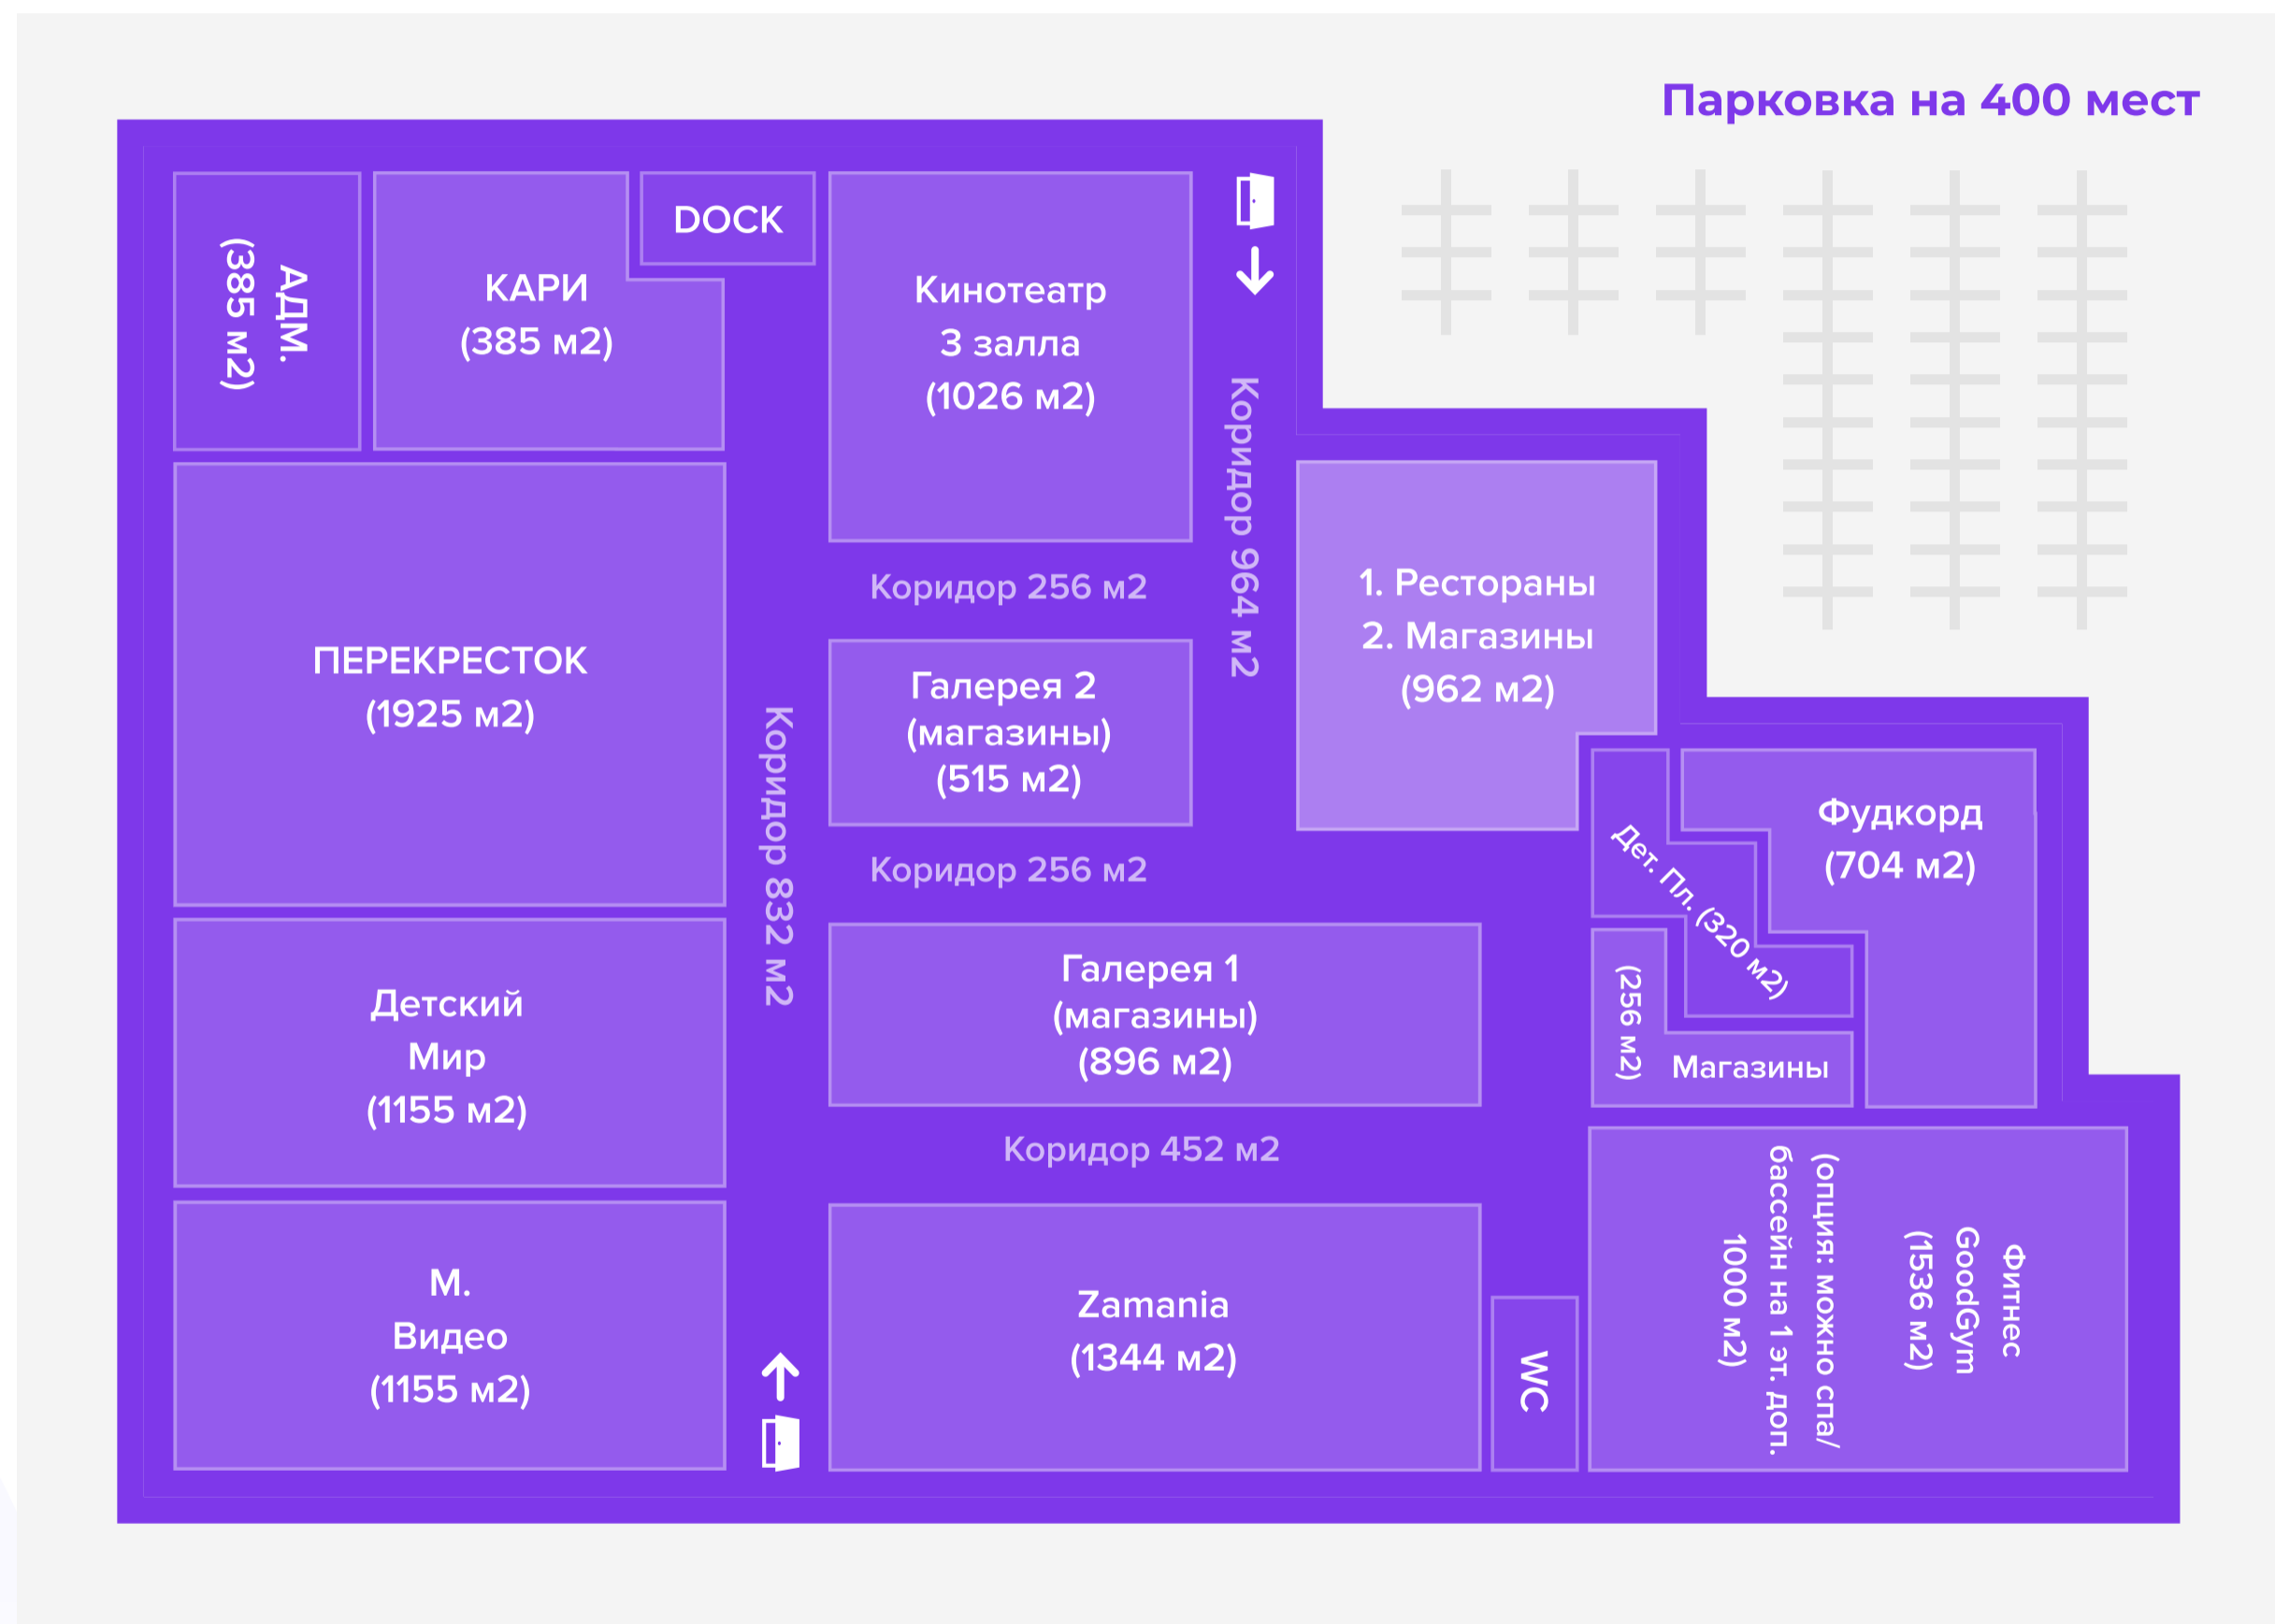 Парковка на 400 мест
АДМ.
(385 м2)
КАРИ
(385 м2)
DOCK
Кинотеатр
3 зала
(1026 м2)
Коридор 964 м2
ПЕРЕКРЕСТОК
(1925 м2)
Коридор 256 м2
Галерея 2
(магазины)
(515 м2)
Коридор 256 м2
1. Рестораны
2. Магазины
(962 м2)
Коридор 832 м2
Фудкорд
(704 м2)
Дет. Пл. (320 м2)
(256 м2)
Магазины
Детский
Мир
(1155 м2)
Галерея 1
(магазины)
(896 м2)
Коридор 452 м2
М.
Видео
(1155 м2)
Zamania
(1344 м2)
WC
Фитнес
GoodGym
(1536 м2)
(опция: можно спа/
бассейн на 1 эт. доп.
1000 м2)